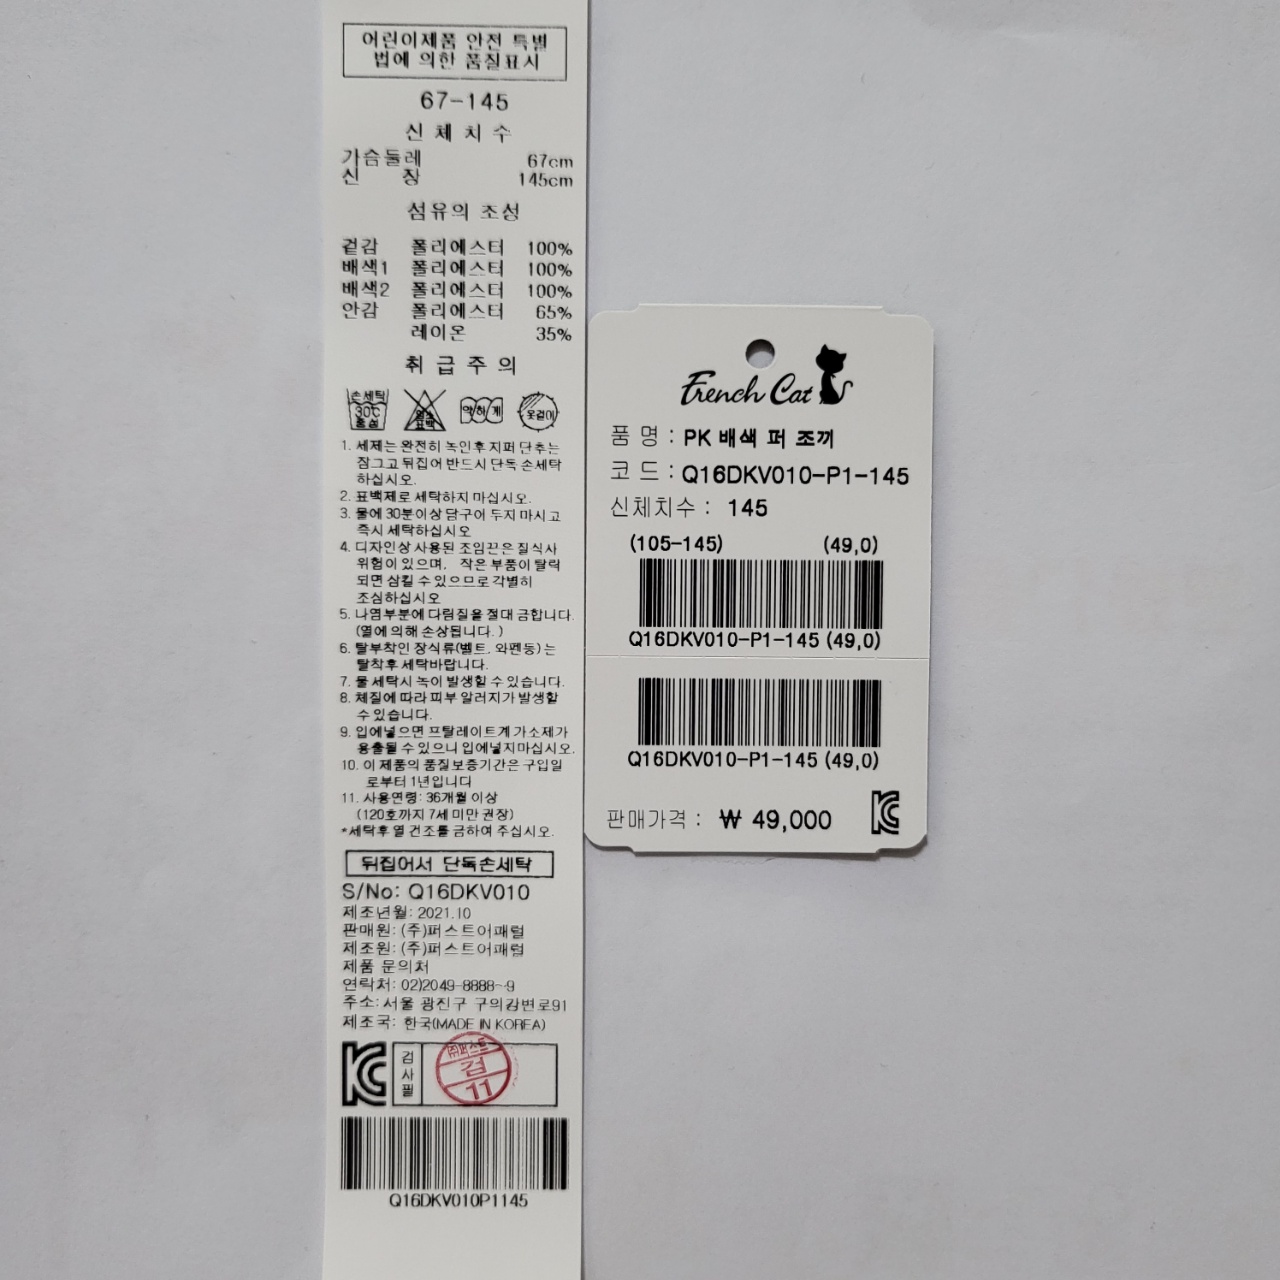 어린이제품 안전 특별
법에 의한 품질표시
67-145
신 체 치 수
가슴둘레 67cm
신 장 145cm
섬유의 조성
겉감 폴리에스터 100%
배색1 폴리에스터 100%
배색2 폴리에스터 100%
안감 폴리에스터 65%
레이온 35%
취 급 주 의
손세탁 30℃ 중성
염소 표백
약하게
옷걸이
1. 세제는 완전히 녹인후 지퍼 단추는
잠그고 뒤집어 반드시 단독 손세탁
하십시오.
2. 표백제로 세탁하지 마십시오.
3. 물에 30분이상 담구어 두지 마시고
즉시 세탁하십시오
4. 디자인상 사용된 조임끈은 질식사
위험이 있으며, 작은 부품이 탈락
되면 삼킬 수 있으므로 각별히
조심하십시오
5. 나염부분에 다림질을 절대 금합니다.
(열에 의해 손상됩니다.)
6. 탈부착인 장식류(벨트, 와펜등)는
탈착후 세탁바랍니다.
7. 물 세탁시 녹이 발생할 수 있습니다.
8. 체질에 따라 피부 알러지가 발생할
수 있습니다.
9. 입에넣으면 프탈레이트계 가소제가
용출될 수 있으니 입에넣지마십시오.
10. 이 제품의 품질보증기간은 구입일
로부터 1년입니다
11. 사용연령: 36개월 이상
(120호까지 7세 미만 권장)
*세탁후 열 건조를 금하여 주십시오.
뒤집어서 단독손세탁
S/No: Q16DKV010
제조년월: 2021.10
판매원: (주)퍼스트어패럴
제조원: (주)퍼스트어패럴
제품 문의처
연락처: 02)2049-8888~9
주소: 서울 광진구 구의강변로91
제조국: 한국(MADE IN KOREA)
KC 검사필 ㈜퍼스트 검 11
Q16DKV010P1145
French Cat
품 명 : PK 배색 퍼 조끼
코 드 : Q16DKV010-P1-145
신체치수 : 145
(105-145) (49,0)
Q16DKV010-P1-145 (49,0)
Q16DKV010-P1-145 (49,0)
판매가격 : ₩ 49,000 KC